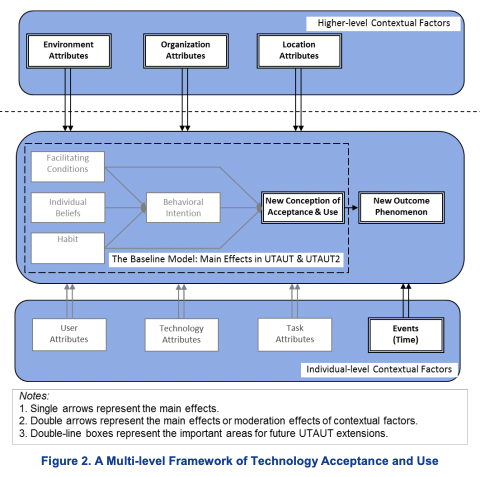 Higher-level Contextual Factors
Environment
Attributes
Organization
Attributes
Location
Attributes
Facilitating
Conditions
Individual
Beliefs
Habit
Behavioral
Intention
New Conception of
Acceptance & Use
New Outcome
Phenomenon
The Baseline Model: Main Effects in UTAUT & UTAUT2
User
Attributes
Technology
Attributes
Task
Attributes
Events
(Time)
Individual-level Contextual Factors
Notes:
1. Single arrows represent the main effects.
2. Double arrows represent the main effects or moderation effects of contextual factors.
3. Double-line boxes represent the important areas for future UTAUT extensions.
Figure 2. A Multi-level Framework of Technology Acceptance and Use